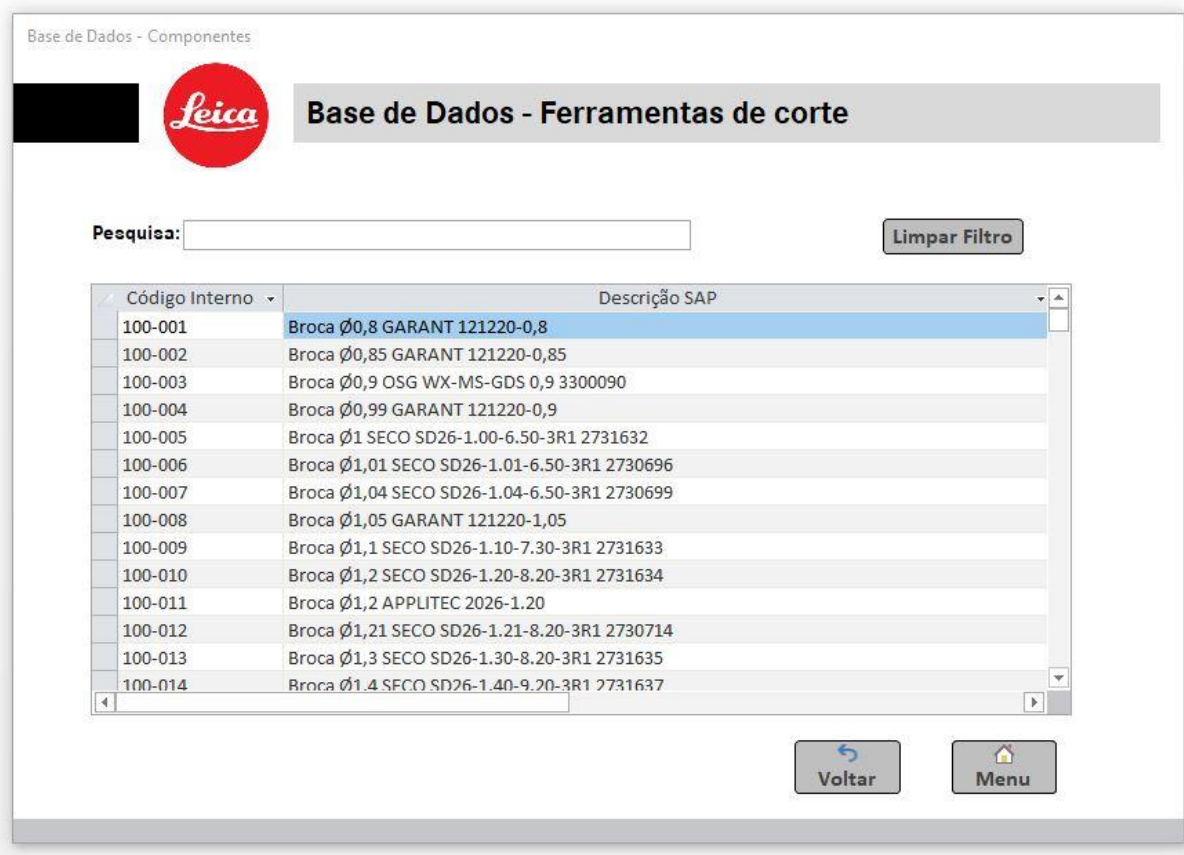 Base de Dados - Componentes
Leica
Base de Dados - Ferramentas de corte
Pesquisa:
Limpar Filtro
Código Interno Descrição SAP
100-001 Broca Ø0,8 GARANT 121220-0,8
100-002 Broca Ø0,85 GARANT 121220-0,85
100-003 Broca Ø0,9 OSG WX-MS-GDS 0,9 3300090
100-004 Broca Ø0,99 GARANT 121220-0,9
100-005 Broca Ø1 SECO SD26-1.00-6.50-3R1 2731632
100-006 Broca Ø1,01 SECO SD26-1.01-6.50-3R1 2730696
100-007 Broca Ø1,04 SECO SD26-1.04-6.50-3R1 2730699
100-008 Broca Ø1,05 GARANT 121220-1,05
100-009 Broca Ø1,1 SECO SD26-1.10-7.30-3R1 2731633
100-010 Broca Ø1,2 SECO SD26-1.20-8.20-3R1 2731634
100-011 Broca Ø1,2 APPLITEC 2026-1.20
100-012 Broca Ø1,21 SECO SD26-1.21-8.20-3R1 2730714
100-013 Broca Ø1,3 SECO SD26-1.30-8.20-3R1 2731635
100-014 Broca Ø1,4 SECO SD26-1.40-9.20-3R1 2731637
Voltar
Menu